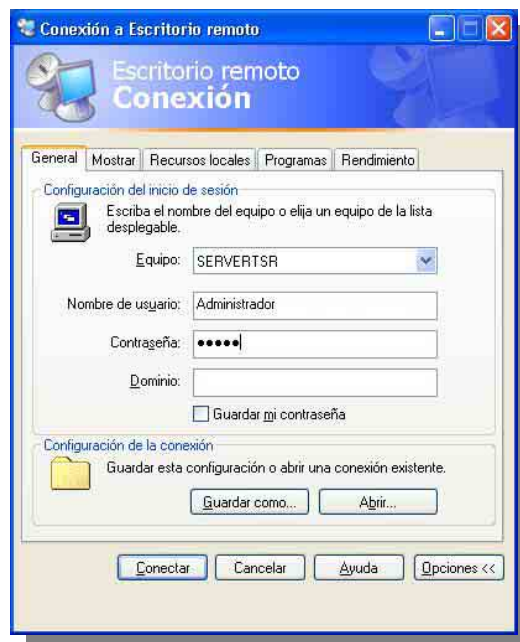 Conexión a Escritorio remoto
Escritorio remoto
Conexión
General Mostrar Recursos locales Programas Rendimiento
Configuración del inicio de sesión
Escriba el nombre del equipo o elija un equipo de la lista
desplegable.
Equipo: SERVERTSR
Nombre de usuario: Administrador
Contraseña: •••••
Dominio:
Guardar mi contraseña
Configuración de la conexión
Guardar esta configuración o abrir una conexión existente.
Guardar como... Abrir...
Conectar Cancelar Ayuda Opciones <<